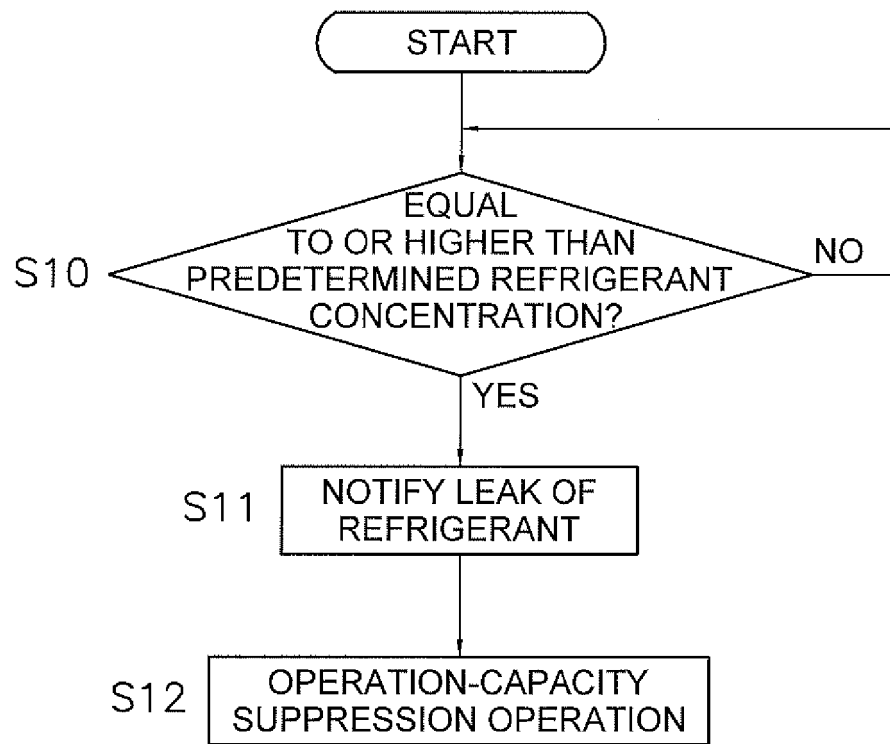 START
EQUAL
TO OR HIGHER THAN
S10
PREDETERMINED REFRIGERANT
NO
CONCENTRATION?
YES
S11
NOTIFY LEAK OF
REFRIGERANT
S12
OPERATION-CAPACITY
SUPPRESSION OPERATION